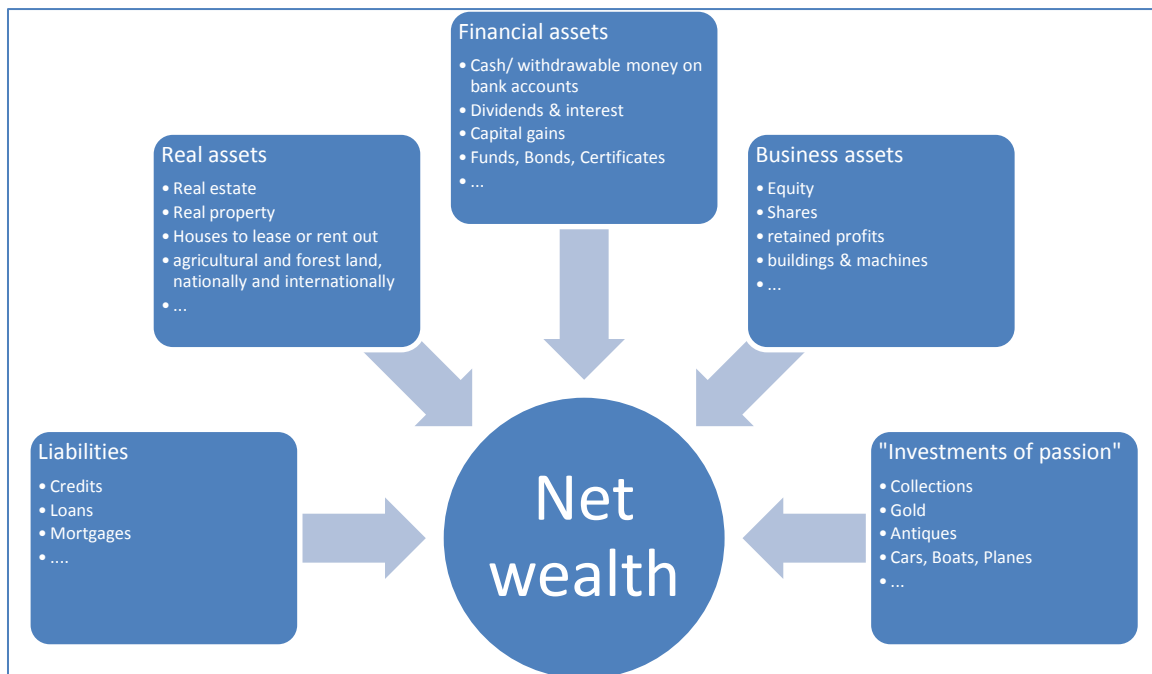 Financial assets
• Cash/ withdrawable money on
bank accounts
• Dividends & interest
• Capital gains
• Funds, Bonds, Certificates
• ...
Real assets
• Real estate
• Real property
• Houses to lease or rent out
• agricultural and forest land,
nationally and internationally
• ...
Business assets
• Equity
• Shares
• retained profits
• buildings & machines
• ...
Liabilities
• Credits
• Loans
• Mortgages
• ....
Net
wealth
"Investments of passion"
• Collections
• Gold
• Antiques
• Cars, Boats, Planes
• ...